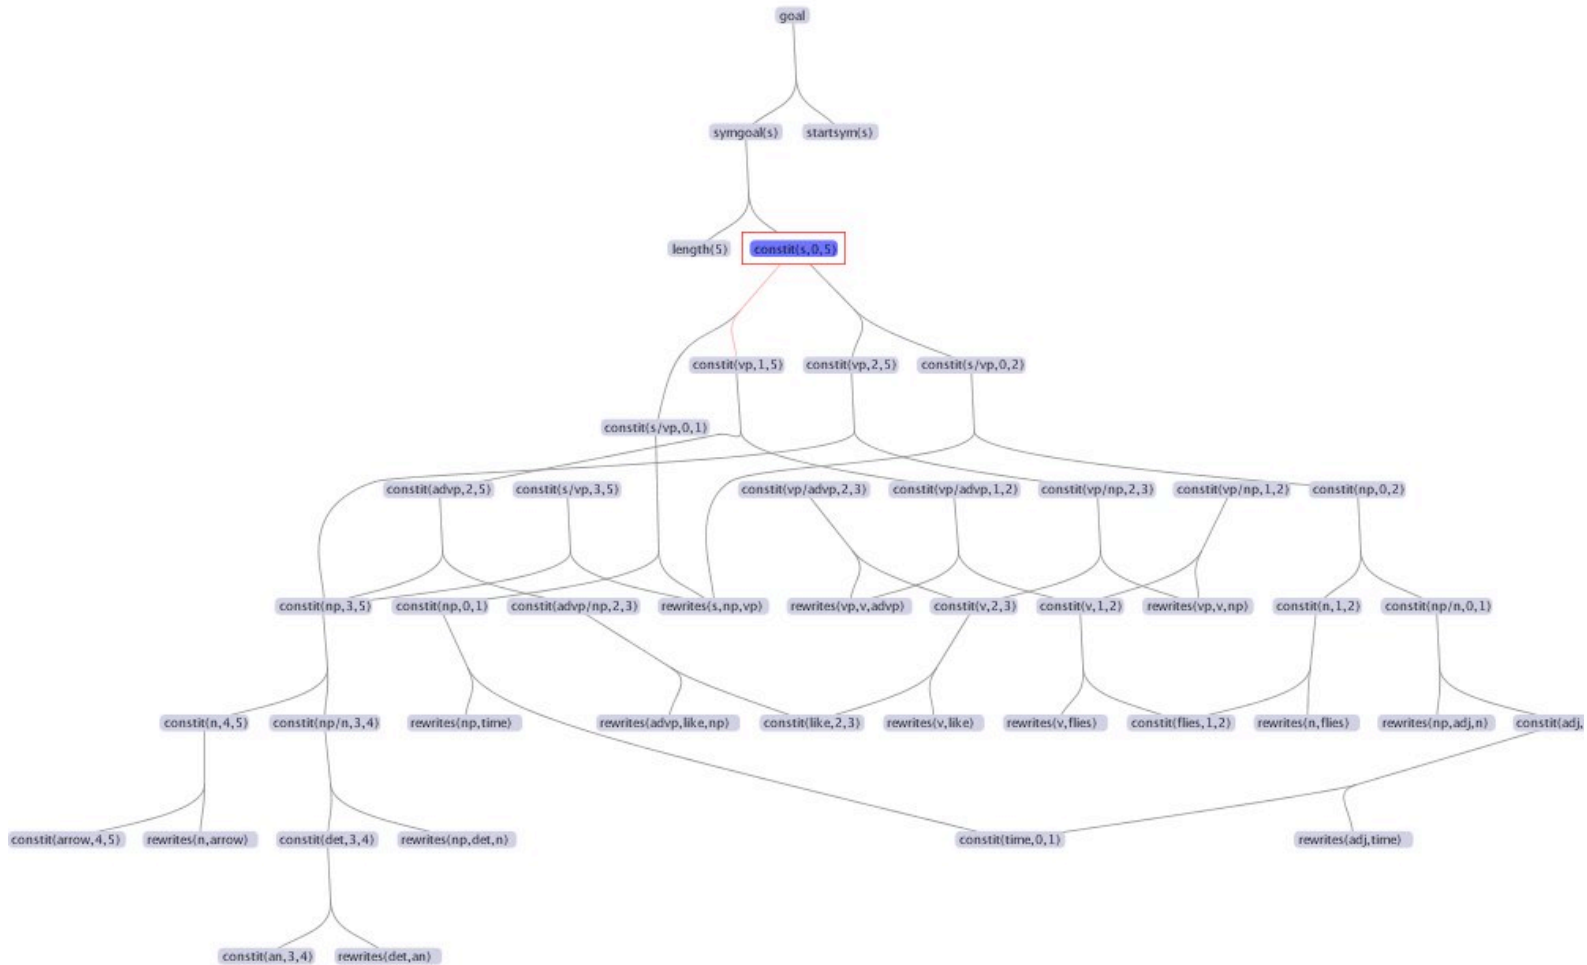 goal
symgoal(s)
startsym(s)
length(5)
constit(s,0,5)
constit(vp,1,5)
constit(vp,2,5)
constit(s/vp,0,2)
constit(s/vp,0,1)
constit(advp,2,5)
constit(s/vp,3,5)
constit(vp/advp,2,3)
constit(vp/advp,1,2)
constit(vp/np,2,3)
constit(vp/np,1,2)
constit(np,0,2)
constit(np,3,5)
constit(np,0,1)
constit(advp/np,2,3)
rewrites(s,np,vp)
rewrites(vp,v,advp)
constit(v,2,3)
constit(v,1,2)
rewrites(vp,v,np)
constit(n,1,2)
constit(np/n,0,1)
constit(n,4,5)
constit(np/n,3,4)
rewrites(np,time)
rewrites(advp,like,np)
constit(like,2,3)
rewrites(v,like)
rewrites(v,flies)
constit(flies,1,2)
rewrites(n,flies)
rewrites(np,adj,n)
constit(adj,
constit(arrow,4,5)
rewrites(n,arrow)
constit(det,3,4)
rewrites(np,det,n)
constit(time,0,1)
rewrites(adj,time)
constit(an,3,4)
rewrites(det,an)